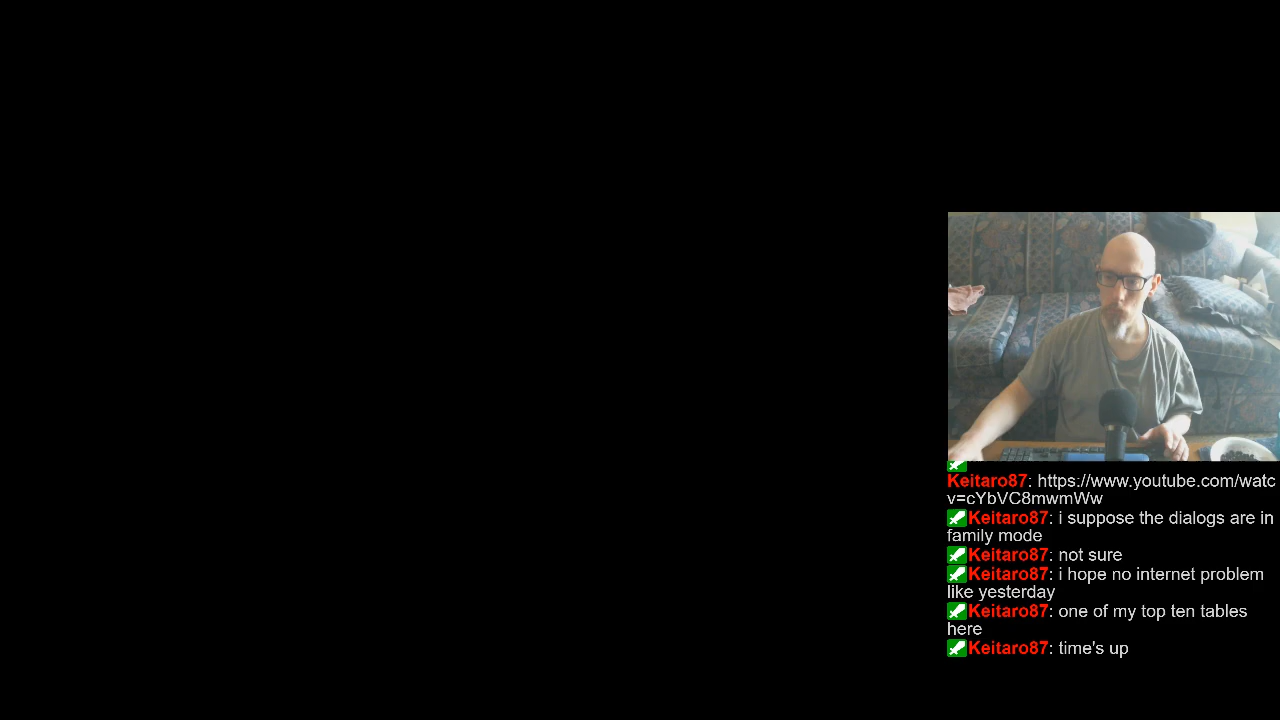 Keitaro87: https://www.youtube.com/watc
v=cYbVC8mwmWw
Keitaro87: i suppose the dialogs are in
family mode
Keitaro87: not sure
Keitaro87: i hope no internet problem
like yesterday
Keitaro87: one of my top ten tables
here
Keitaro87: time's up